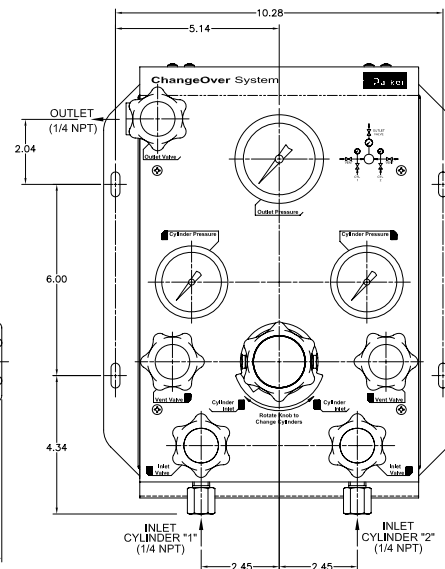 10.28
5.14
ChangeOver System
Parker
OUTLET
(1/4 NPT)
OUTLET
VALVE
2.04
Outlet Valve
Outlet Pressure
Cylinder Pressure
Cylinder Pressure
6.00
Vent Valve
Cylinder
Inlet
Cylinder
Inlet
Vent Valve
Rotate Knob to
Change Cylinders
4.34
Inlet
Valve
Inlet
Valve
INLET
CYLINDER "1"
(1/4 NPT)
INLET
CYLINDER "2"
(1/4 NPT)
2.45
2.45